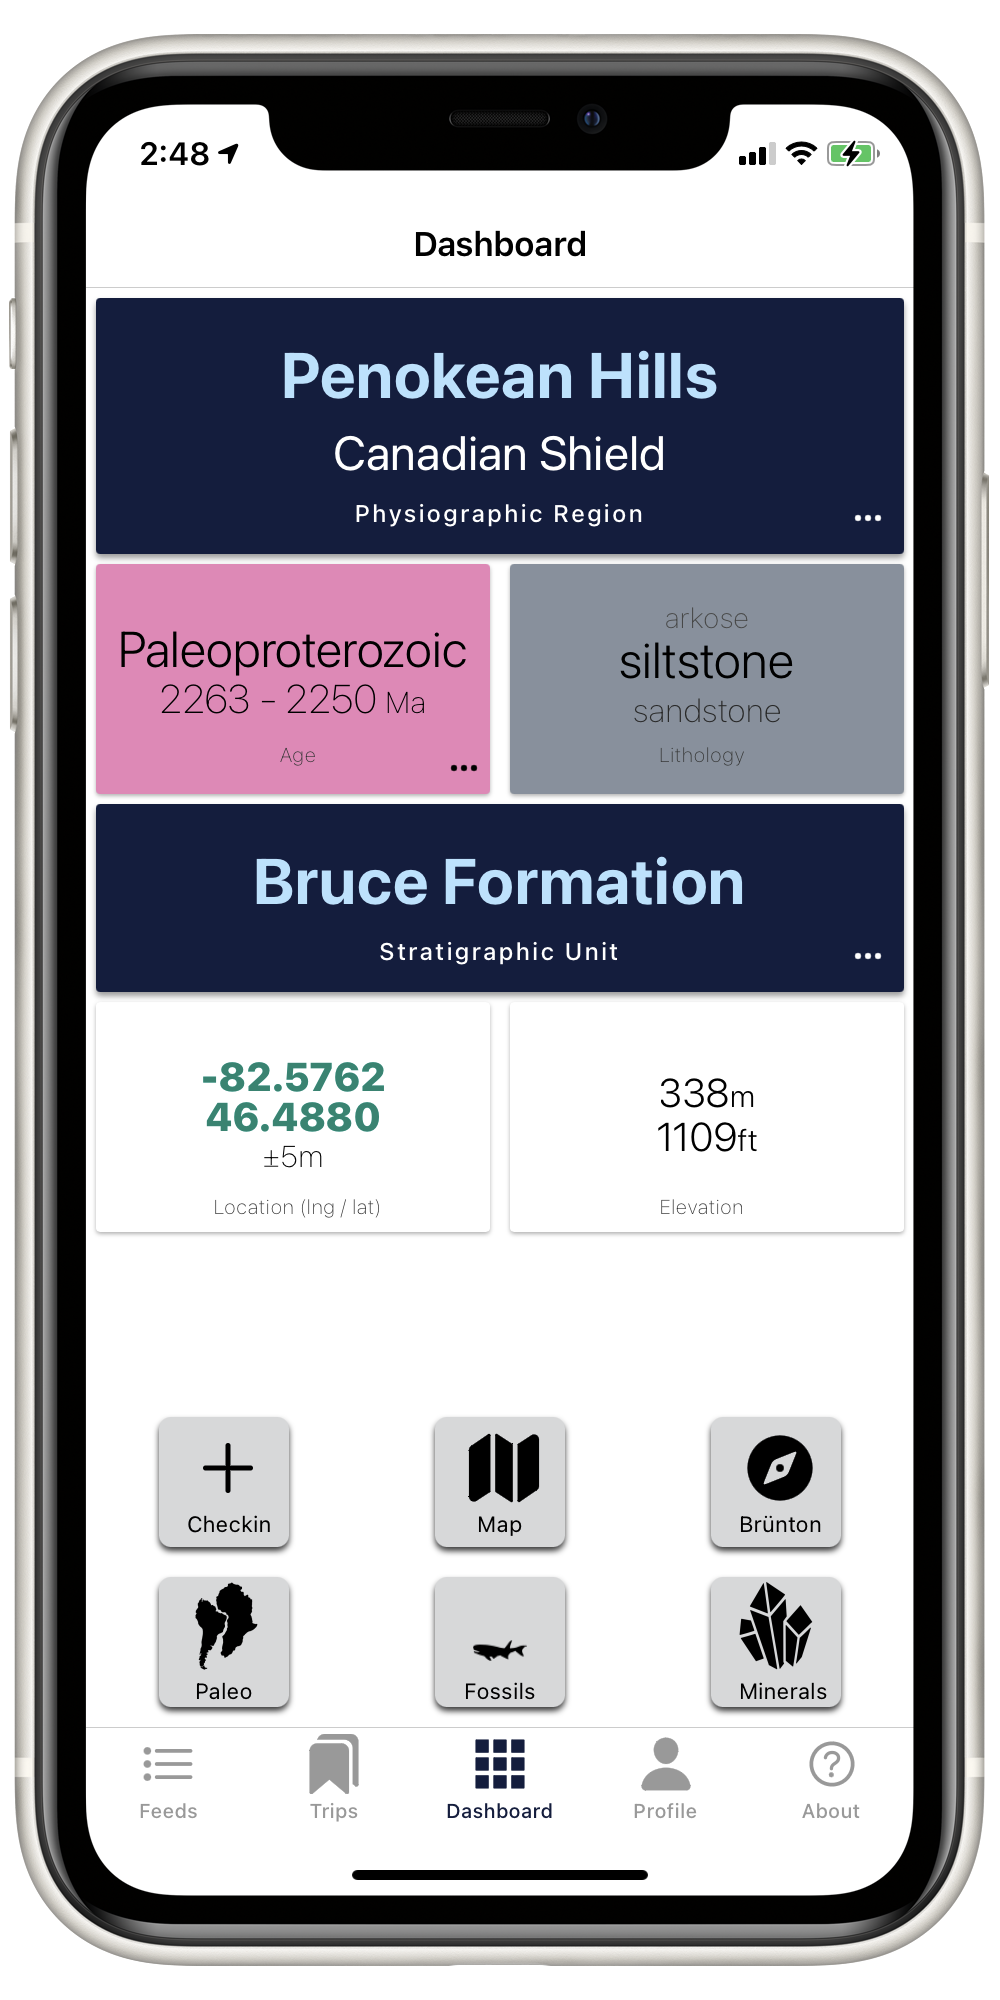 2:48
Dashboard
Penokean Hills
Canadian Shield
Physiographic Region
Paleoproterozoic
2263 - 2250 Ma
Age
arkose
siltstone
sandstone
Lithology
Bruce Formation
Stratigraphic Unit
-82.5762
46.4880
±5m
Location (lng / lat)
338m
1109ft
Elevation
Checkin
Map
Brünton
Paleo
Fossils
Minerals
Feeds
Trips
Dashboard
Profile
About